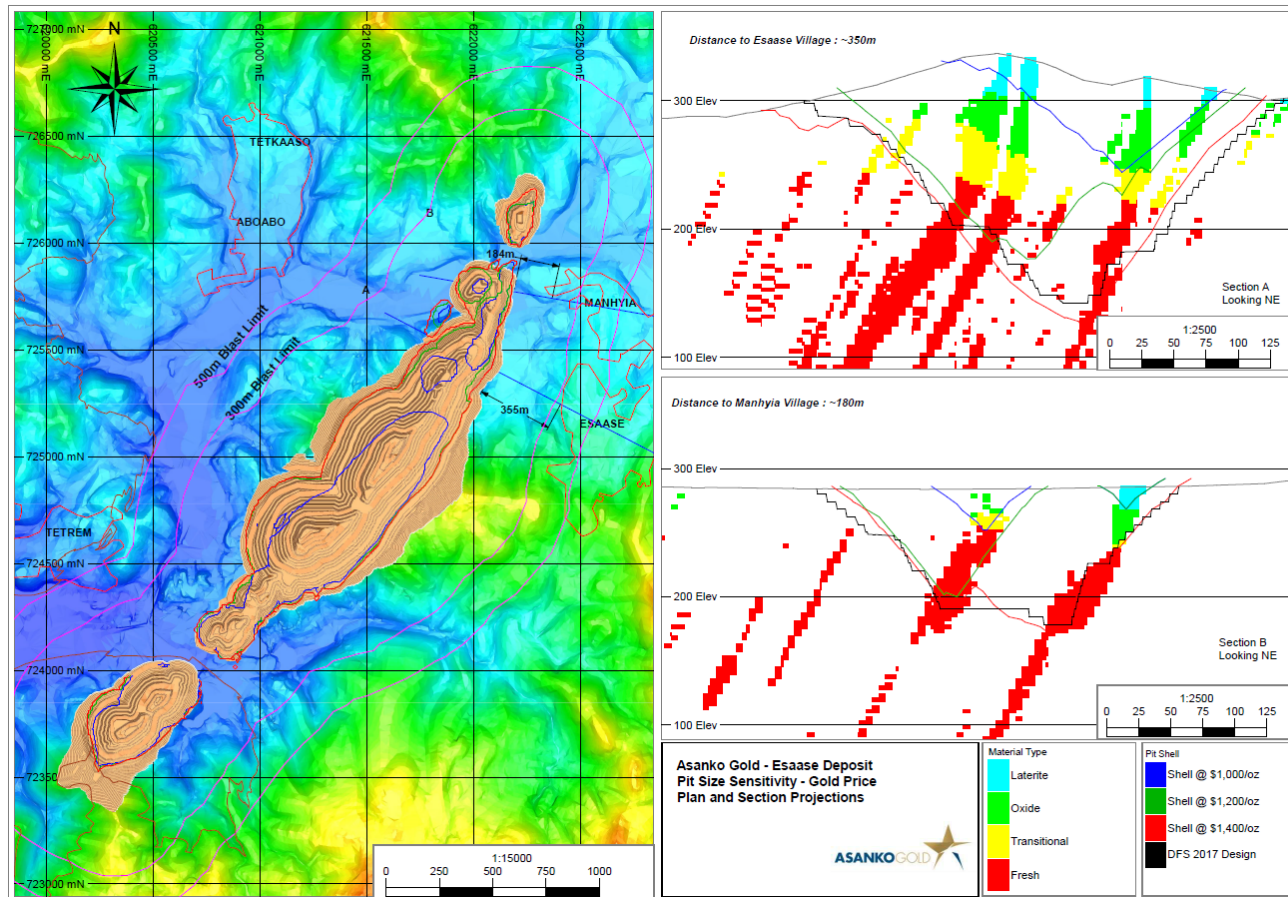 620000 mE
620500 mE
621000 mE
621500 mE
622000 mE
622500 mE
N
727000 mN
726500 mN
726000 mN
725500 mN
725000 mN
724500 mN
724000 mN
723500 mN
723000 mN
TETKAASO
ABOABO
B
A
184m
MANHYIA
500m Blast Limit
300m Blast Limit
355m
ESAASE
TETREM
1:15000
0 250 500 750 1000
Distance to Esaase Village : ~350m
300 Elev
200 Elev
100 Elev
Section A
Looking NE
1:2500
0 25 50 75 100 125
Distance to Manhyia Village : ~180m
300 Elev
200 Elev
100 Elev
Section B
Looking NE
1:2500
0 25 50 75 100 125
Asanko Gold - Esaase Deposit
Pit Size Sensitivity - Gold Price
Plan and Section Projections
ASANKOGOLD
Material Type
Laterite
Oxide
Transitional
Fresh
Pit Shell
Shell @ $1,000/oz
Shell @ $1,200/oz
Shell @ $1,400/oz
DFS 2017 Design